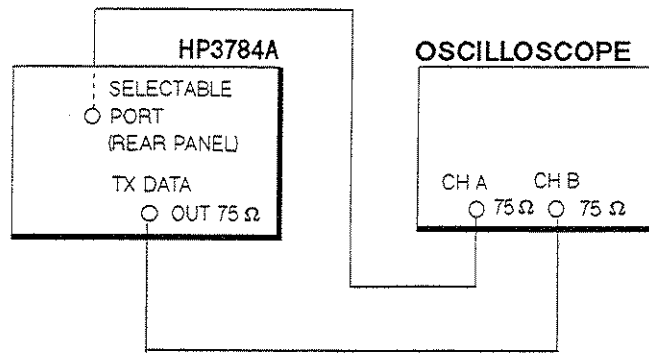 HP3784A
SELECTABLE
PORT
(REAR PANEL)
TX DATA
OUT 75 Ω
OSCILLOSCOPE
CH A CH B
75 Ω 75 Ω